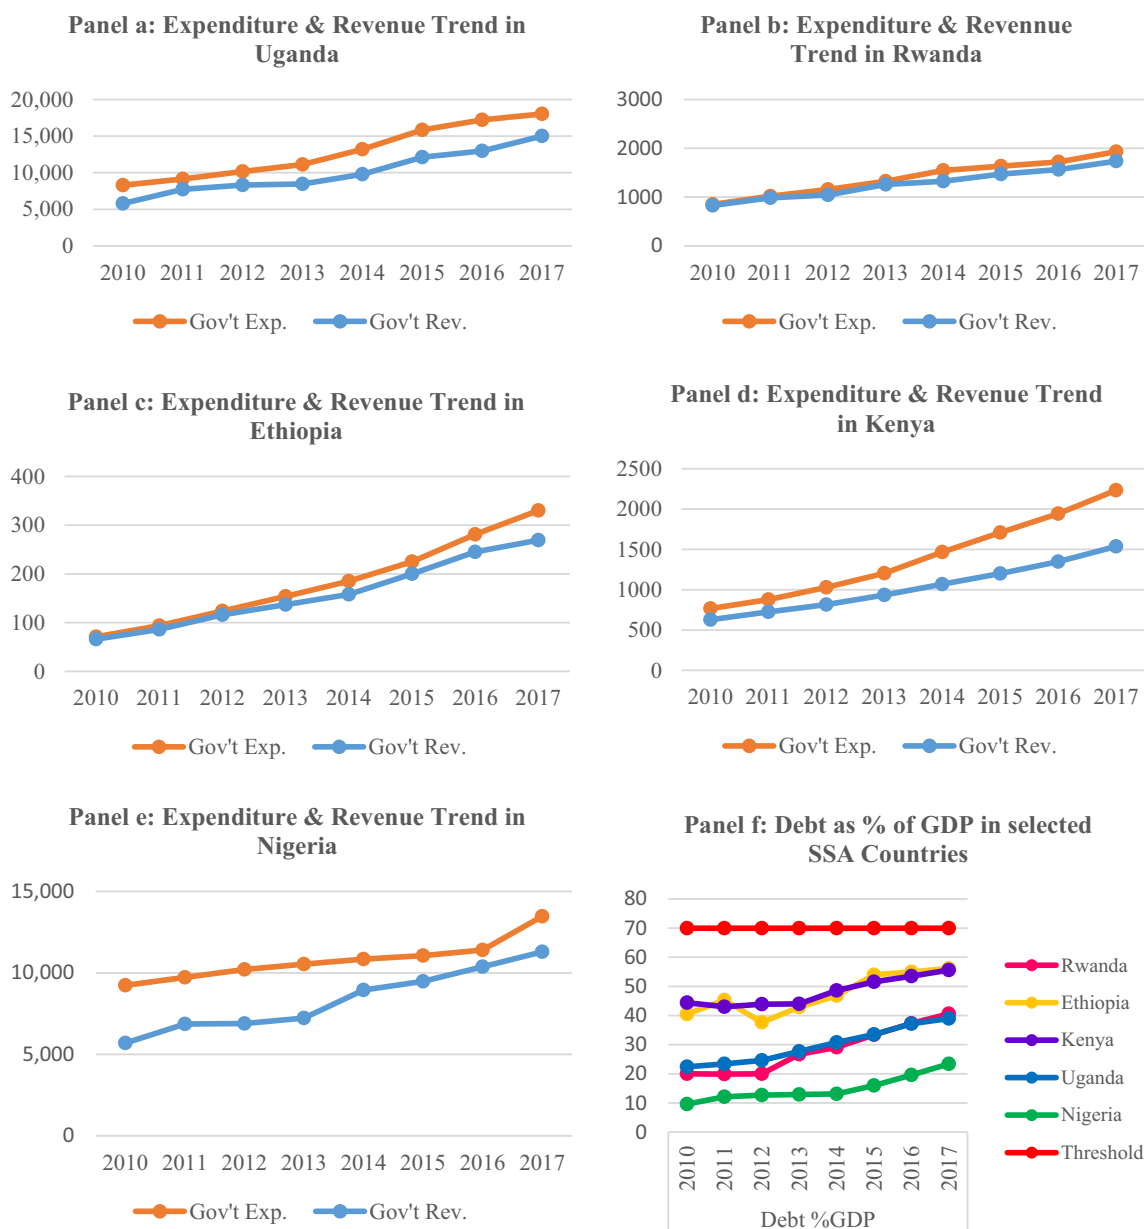 Panel a: Expenditure & Revenue Trend in
Uganda
20,000
15,000
10,000
5,000
0
2010 2011 2012 2013 2014 2015 2016 2017
Gov't Exp. Gov't Rev.
Panel b: Expenditure & Revennue
Trend in Rwanda
3000
2000
1000
0
2010 2011 2012 2013 2014 2015 2016 2017
Gov't Exp. Gov't Rev.
Panel c: Expenditure & Revenue Trend in
Ethiopia
400
300
200
100
0
2010 2011 2012 2013 2014 2015 2016 2017
Gov't Exp. Gov't Rev.
Panel d: Expenditure & Revenue Trend
in Kenya
2500
2000
1500
1000
500
0
2010 2011 2012 2013 2014 2015 2016 2017
Gov't Exp. Gov't Rev.
Panel e: Expenditure & Revenue Trend in
Nigeria
15,000
10,000
5,000
0
2010 2011 2012 2013 2014 2015 2016 2017
Gov't Exp. Gov't Rev.
Panel f: Debt as % of GDP in selected
SSA Countries
80
70
60
50
40
30
20
10
0
2010 2011 2012 2013 2014 2015 2016 2017
Debt %GDP
Rwanda
Ethiopia
Kenya
Uganda
Nigeria
Threshold